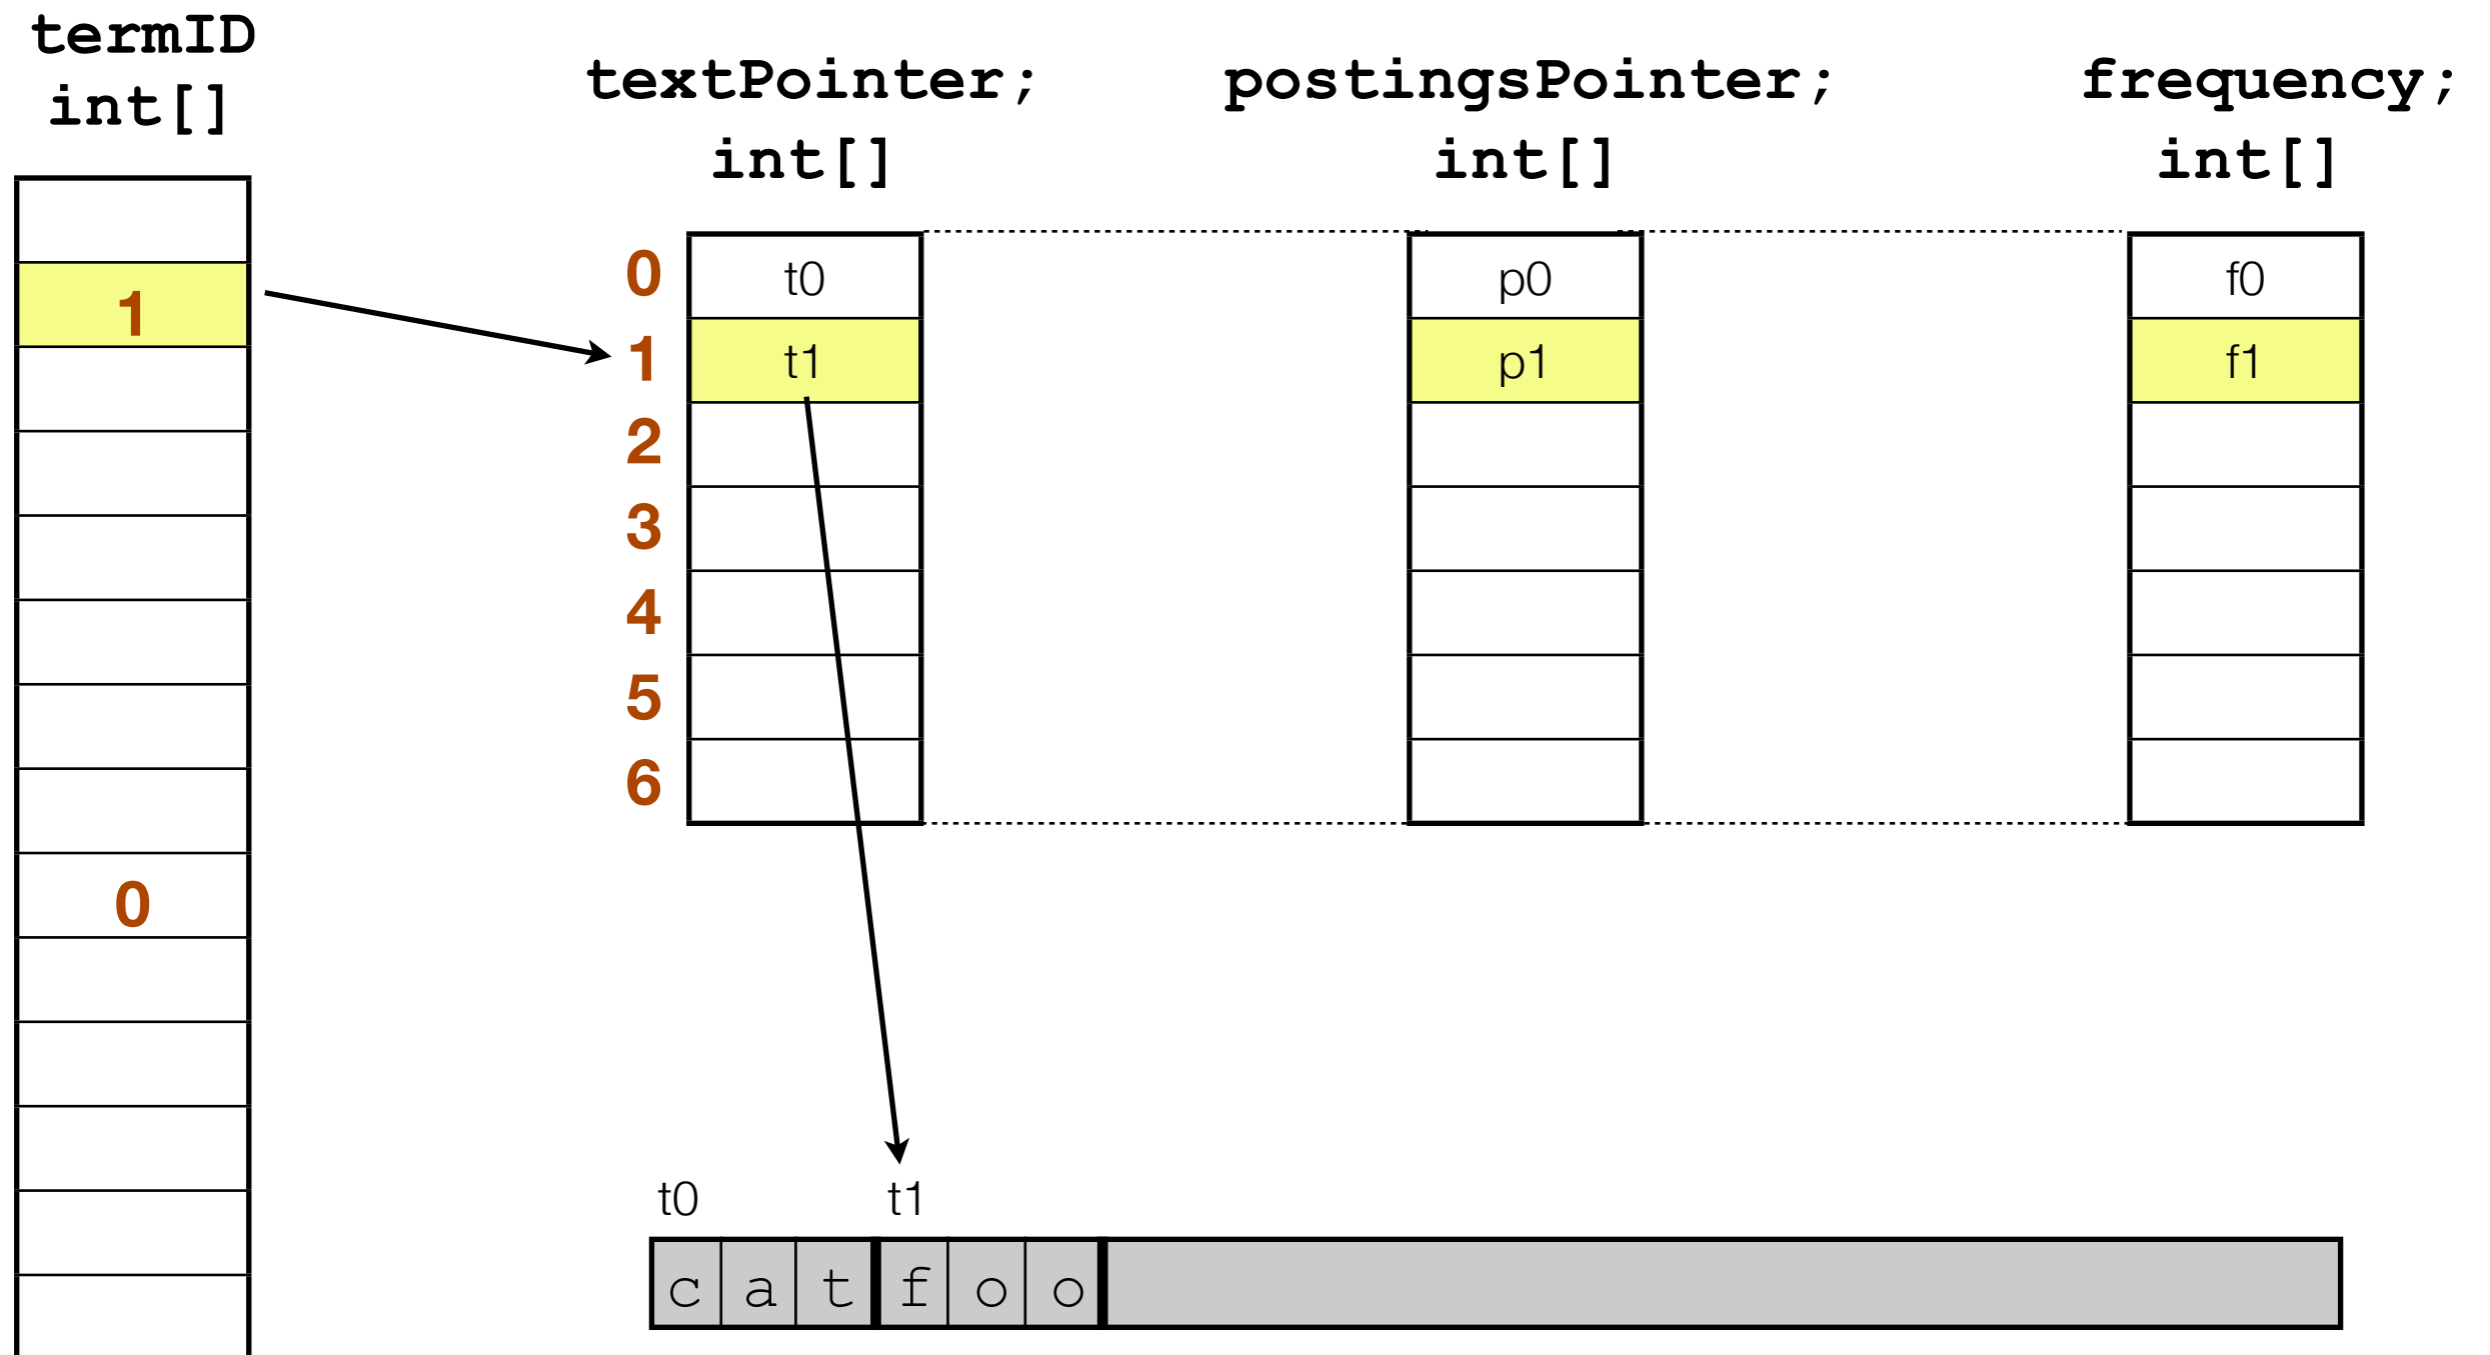 termID
int[]
textPointer; postingsPointer; frequency;
int[] int[] int[]
0 t0 p0 f0
1
1 t1 p1 f1
2
3
4
5
6
0
t0 t1
c a t f o o